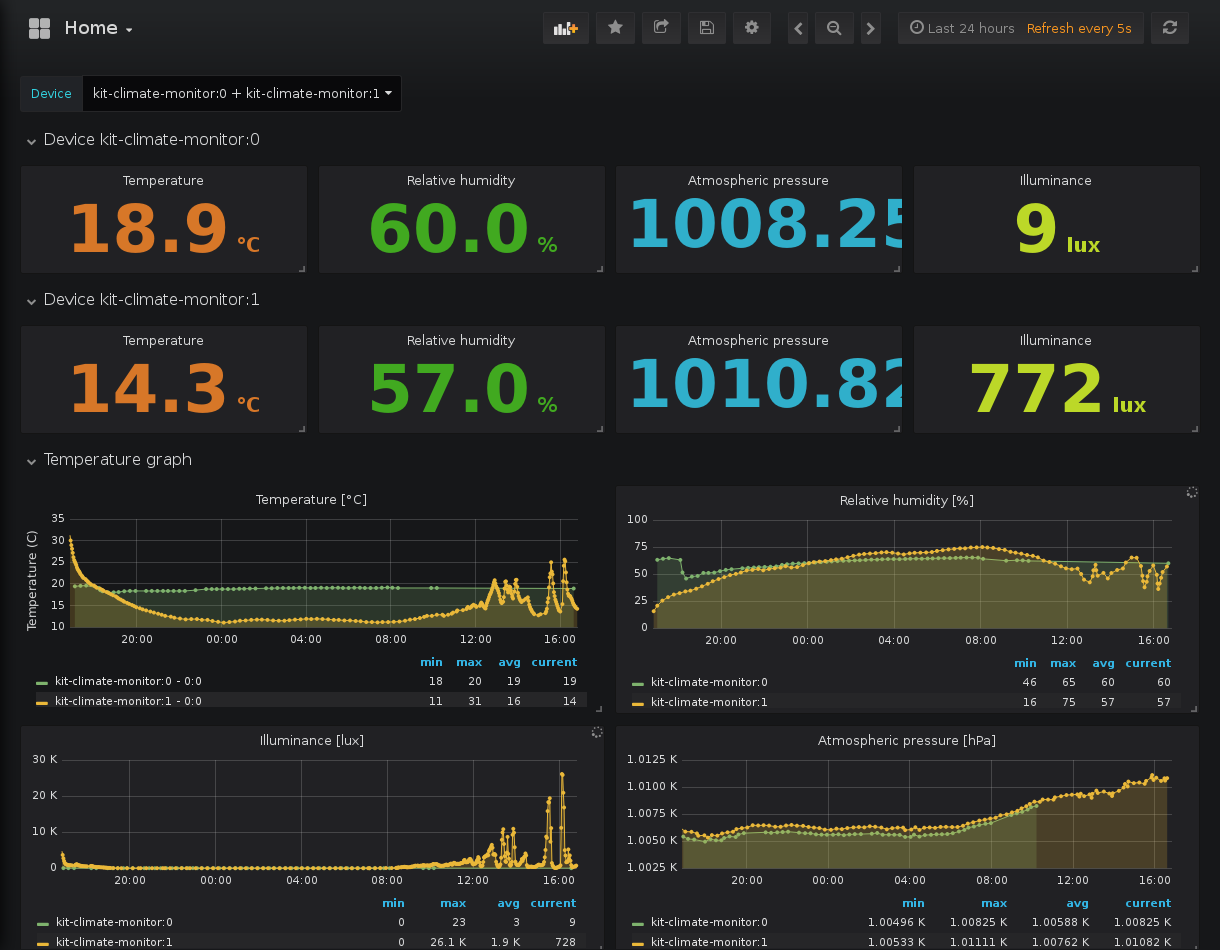 Home
Last 24 hours Refresh every 5s
Device kit-climate-monitor:0 + kit-climate-monitor:1
Device kit-climate-monitor:0
Temperature Relative humidity Atmospheric pressure Illuminance
18.9 °C 60.0 % 1008.25 9 lux
Device kit-climate-monitor:1
Temperature Relative humidity Atmospheric pressure Illuminance
14.3 °C 57.0 % 1010.82 772 lux
Temperature graph
Temperature [°C]
Temperature (C)
35
30
25
20
15
10
20:00 00:00 04:00 08:00 12:00 16:00
min max avg current
kit-climate-monitor:0 - 0:0 18 20 19 19
kit-climate-monitor:1 - 0:0 11 31 16 14
Relative humidity [%]
100
75
50
25
0
20:00 00:00 04:00 08:00 12:00 16:00
min max avg current
kit-climate-monitor:0 46 65 60 60
kit-climate-monitor:1 16 75 57 57
Illuminance [lux]
30 K
20 K
10 K
0
20:00 00:00 04:00 08:00 12:00 16:00
min max avg current
kit-climate-monitor:0 0 23 3 9
kit-climate-monitor:1 0 26.1 K 1.9 K 728
Atmospheric pressure [hPa]
1.0125 K
1.0100 K
1.0075 K
1.0050 K
1.0025 K
20:00 00:00 04:00 08:00 12:00 16:00
min max avg current
kit-climate-monitor:0 1.00496 K 1.00825 K 1.00588 K 1.00825 K
kit-climate-monitor:1 1.00533 K 1.01111 K 1.00762 K 1.01082 K